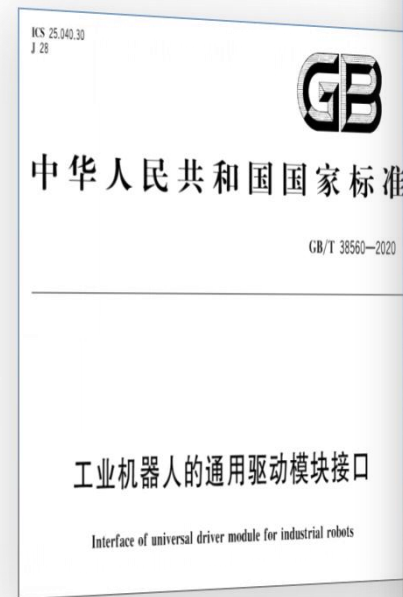 ICS 25.040.30
J 28
GB
中华人民共和国国家标准
GB/T 38560—2020
工业机器人的通用驱动模块接口
Interface of universal driver module for industrial robots